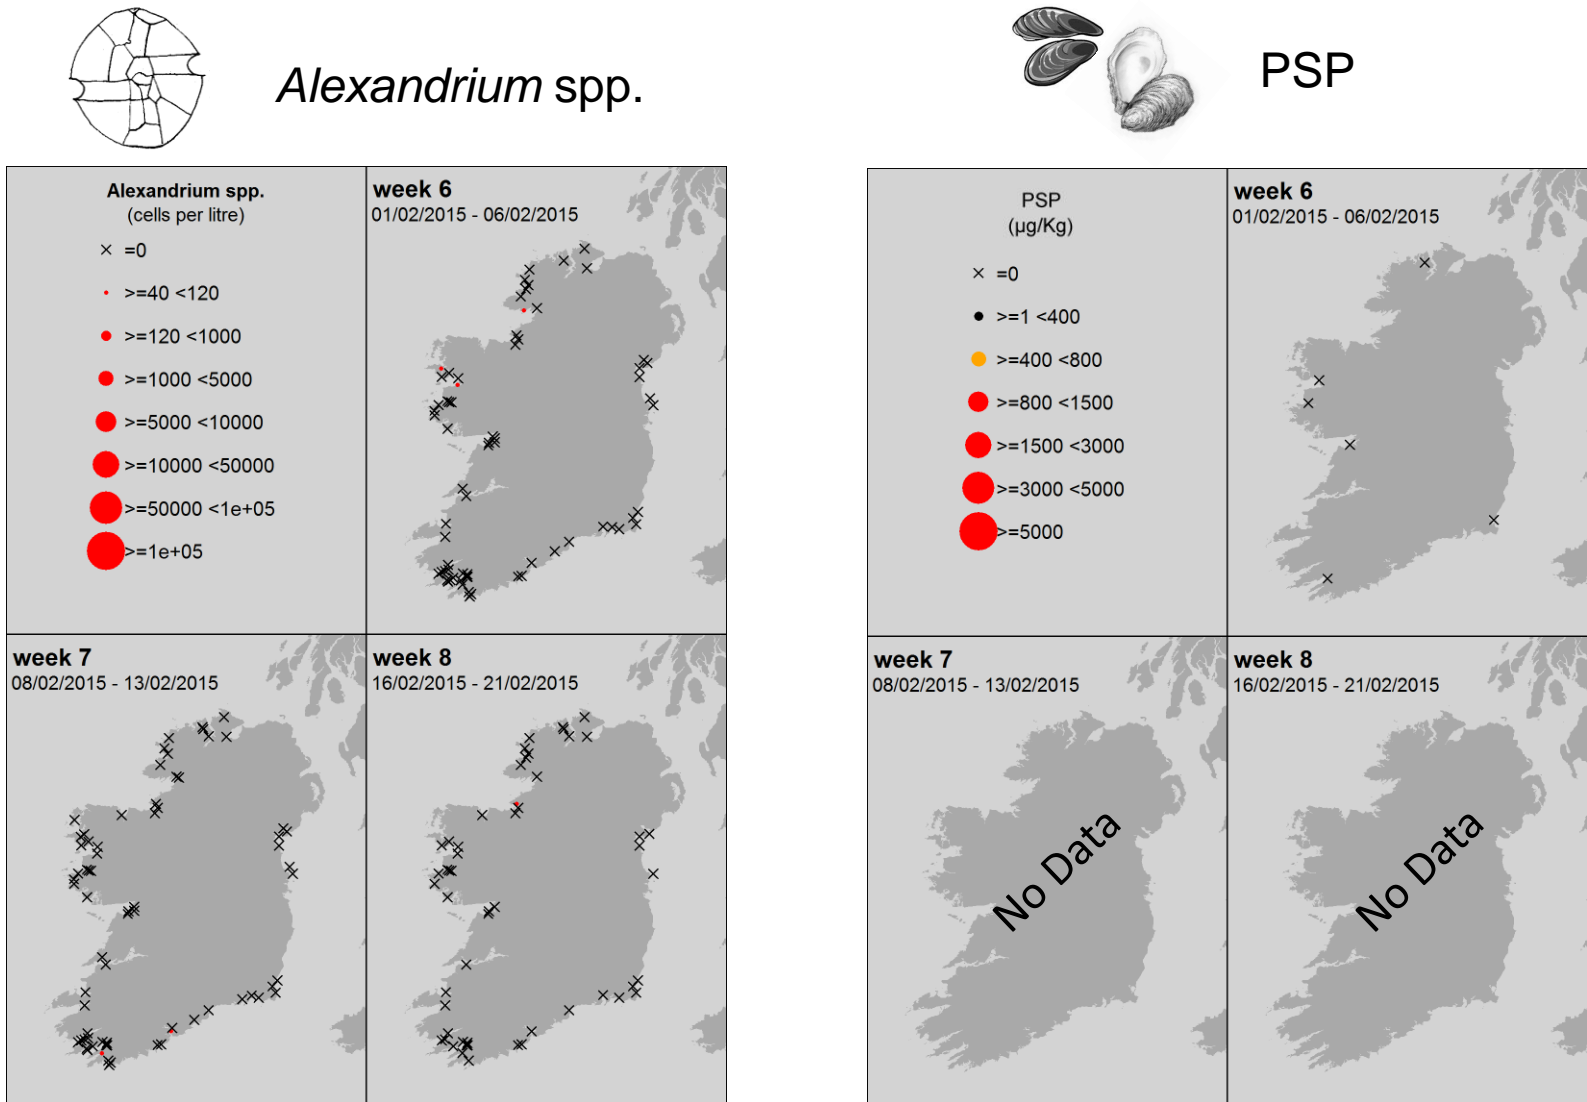 Alexandrium spp.
PSP
Alexandrium spp.
(cells per litre)
=0
>=40 <120
>=120 <1000
>=1000 <5000
>=5000 <10000
>=10000 <50000
>=50000 <1e+05
>=1e+05
week 6
01/02/2015 - 06/02/2015
week 7
08/02/2015 - 13/02/2015
week 8
16/02/2015 - 21/02/2015
PSP
(µg/Kg)
=0
>=1 <400
>=400 <800
>=800 <1500
>=1500 <3000
>=3000 <5000
>=5000
week 6
01/02/2015 - 06/02/2015
week 7
08/02/2015 - 13/02/2015
No Data
week 8
16/02/2015 - 21/02/2015
No Data